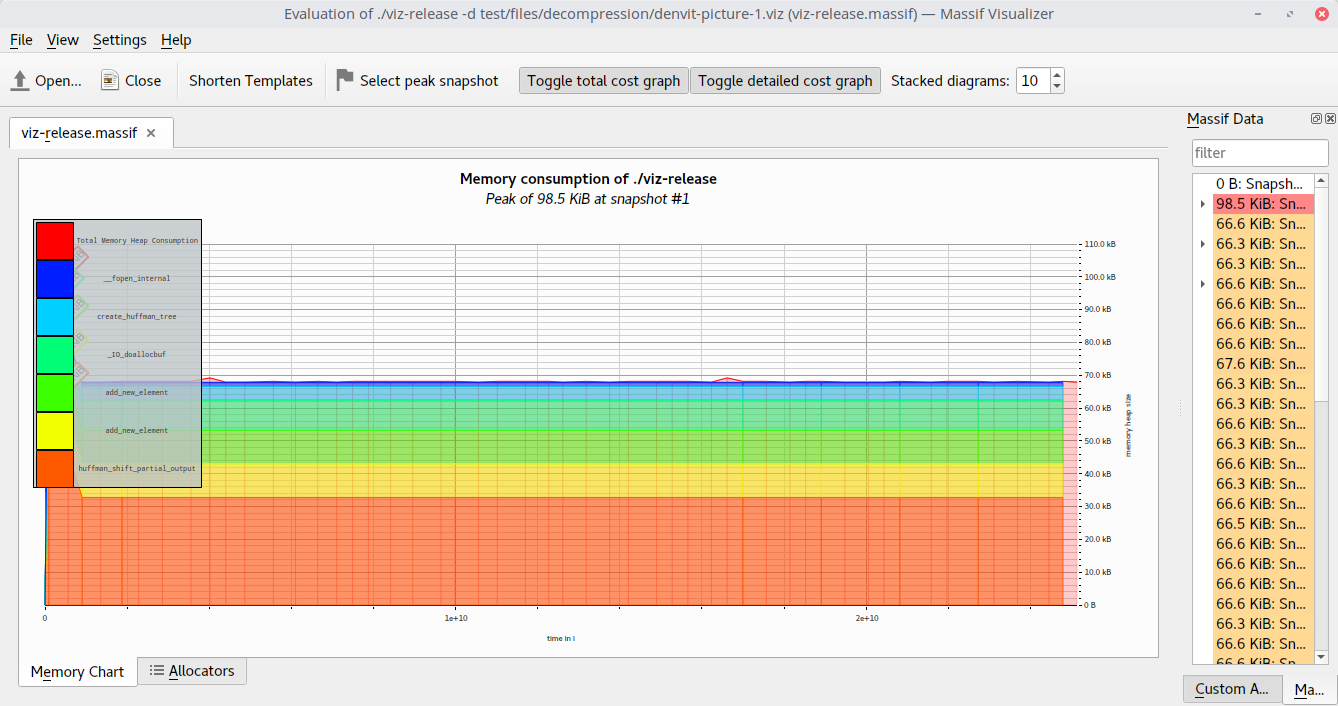 Evaluation of ./viz-release -d test/files/decompression/denvit-picture-1.viz (viz-release.massif) — Massif Visualizer
File View Settings Help
Open... Close Shorten Templates Select peak snapshot Toggle total cost graph Toggle detailed cost graph Stacked diagrams: 10
viz-release.massif
Memory consumption of ./viz-release
Peak of 98.5 KiB at snapshot #1
Total Memory Heap Consumption
__fopen_internal
create_huffman_tree
_IO_doallocbuf
add_new_element
add_new_element
huffman_shift_partial_output
110.0 kB
100.0 kB
90.0 kB
80.0 kB
70.0 kB
60.0 kB
50.0 kB
40.0 kB
30.0 kB
20.0 kB
10.0 kB
0 B
memory heap size
0 1e+10 2e+10
time in i
Memory Chart Allocators
Massif Data
filter
0 B: Snapsh...
98.5 KiB: Sn...
66.6 KiB: Sn...
66.3 KiB: Sn...
66.3 KiB: Sn...
66.6 KiB: Sn...
66.6 KiB: Sn...
66.6 KiB: Sn...
66.6 KiB: Sn...
67.6 KiB: Sn...
66.3 KiB: Sn...
66.3 KiB: Sn...
66.6 KiB: Sn...
66.3 KiB: Sn...
66.6 KiB: Sn...
66.3 KiB: Sn...
66.6 KiB: Sn...
66.5 KiB: Sn...
66.6 KiB: Sn...
66.6 KiB: Sn...
66.6 KiB: Sn...
66.6 KiB: Sn...
66.3 KiB: Sn...
66.6 KiB: Sn...
66.6 KiB: Sn...
Custom A... Ma...